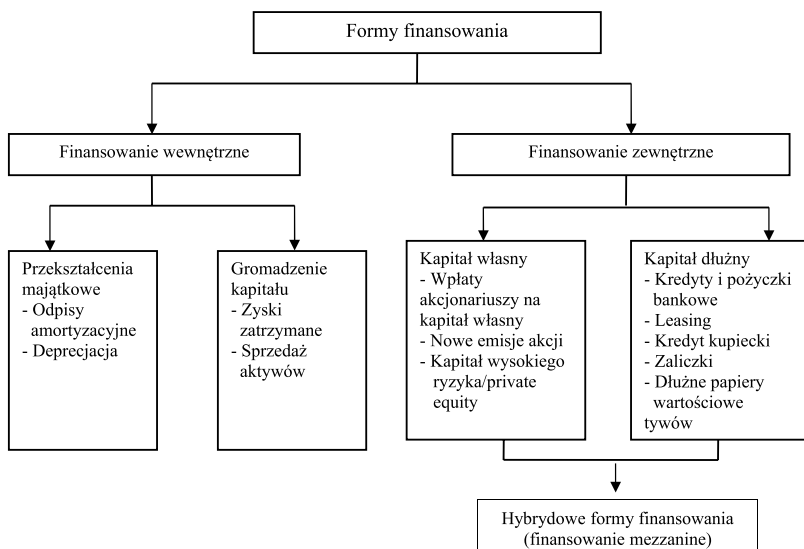 Formy finansowania
Finansowanie wewnętrzne
Finansowanie zewnętrzne
Przekształcenia
majątkowe
- Odpisy
amortyzacyjne
- Deprecjacja
Gromadzenie
kapitału
- Zyski
zatrzymane
- Sprzedaż
aktywów
Kapitał własny
- Wpłaty
akcjonariuszy na
kapitał własny
- Nowe emisje akcji
- Kapitał wysokiego
ryzyka/private
equity
Kapitał dłużny
- Kredyty i pożyczki
bankowe
- Leasing
- Kredyt kupiecki
- Zaliczki
- Dłużne papiery
wartościowe
tywów
Hybrydowe formy finansowania
(finansowanie mezzanine)